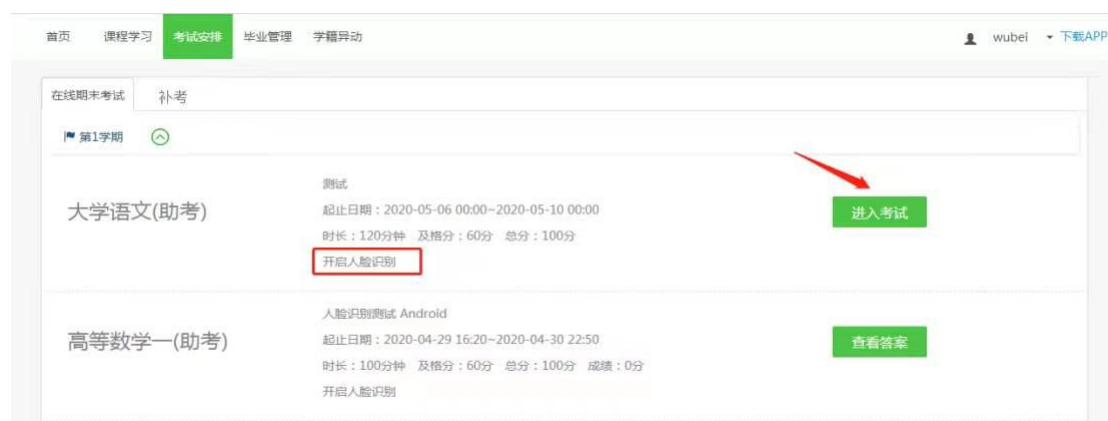 首页 课程学习 考试安排 毕业管理 学籍异动 wubei 下载APP
在线期末考试 补考
第1学期
测试
大学语文(助考)
起止日期：2020-05-06 00:00~2020-05-10 00:00
进入考试
时长：120分钟 及格分：60分 总分：100分
开启人脸识别
人脸识别测试 Android
高等数学一(助考)
起止日期：2020-04-29 16:20~2020-04-30 22:50
查看答案
时长：100分钟 及格分：60分 总分：100分 成绩：0分
开启人脸识别